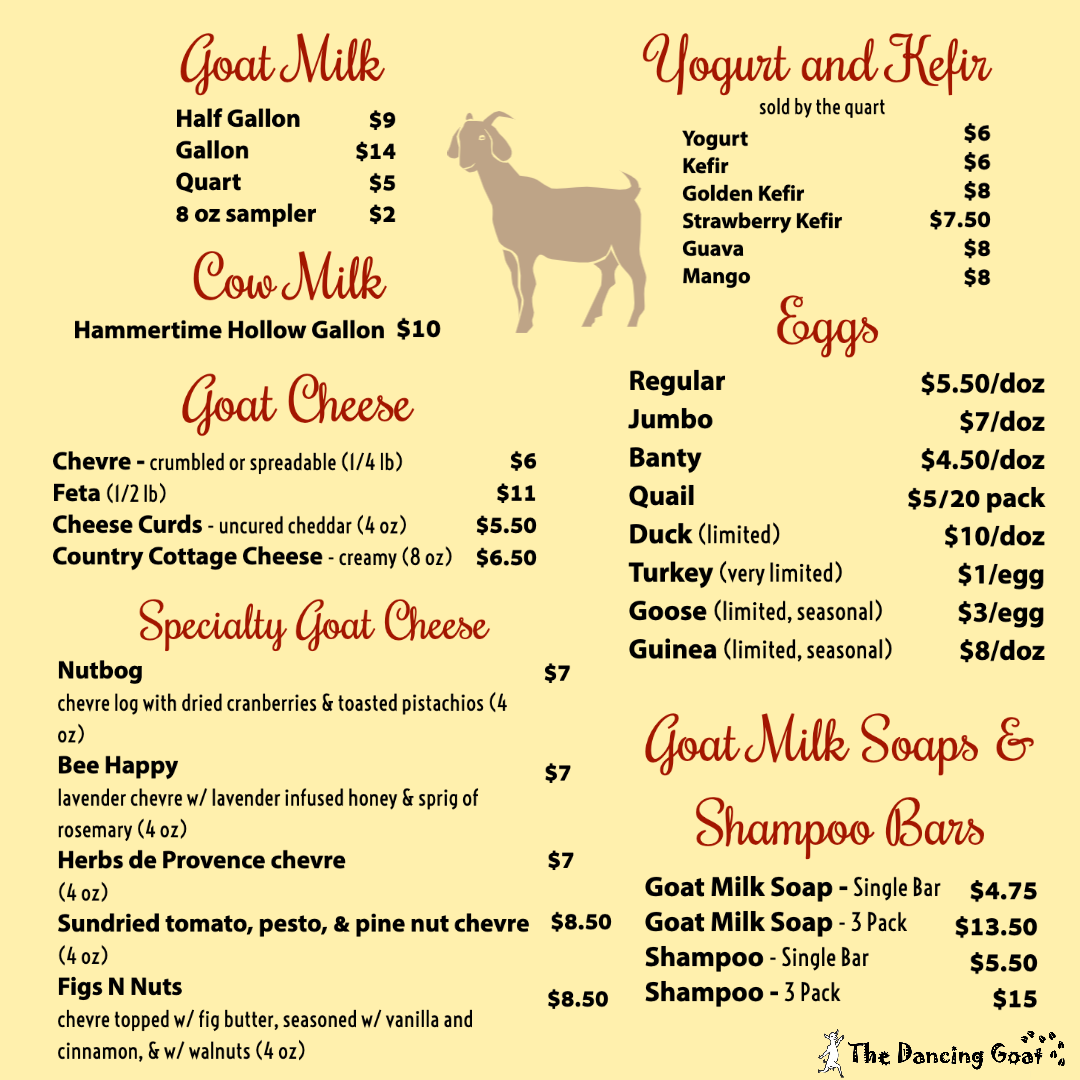 Goat Milk
Half Gallon $9
Gallon $14
Quart $5
8 oz sampler $2
Cow Milk
Hammertime Hollow Gallon $10
Goat Cheese
Chevre - crumbled or spreadable (1/4 lb) $6
Feta (1/2 lb) $11
Cheese Curds - uncured cheddar (4 oz) $5.50
Country Cottage Cheese - creamy (8 oz) $6.50
Specialty Goat Cheese
Nutbog $7
chevre log with dried cranberries & toasted pistachios (4
oz)
Bee Happy $7
lavender chevre w/ lavender infused honey & sprig of
rosemary (4 oz)
Herbs de Provence chevre $7
(4 oz)
Sundried tomato, pesto, & pine nut chevre $8.50
(4 oz)
Figs N Nuts $8.50
chevre topped w/ fig butter, seasoned w/ vanilla and
cinnamon, & w/ walnuts (4 oz)
Yogurt and Kefir
sold by the quart
Yogurt $6
Kefir $6
Golden Kefir $8
Strawberry Kefir $7.50
Guava $8
Mango $8
Eggs
Regular $5.50/doz
Jumbo $7/doz
Banty $4.50/doz
Quail $5/20 pack
Duck (limited) $10/doz
Turkey (very limited) $1/egg
Goose (limited, seasonal) $3/egg
Guinea (limited, seasonal) $8/doz
Goat Milk Soaps &
Shampoo Bars
Goat Milk Soap - Single Bar $4.75
Goat Milk Soap - 3 Pack $13.50
Shampoo - Single Bar $5.50
Shampoo - 3 Pack $15
The Dancing Goat